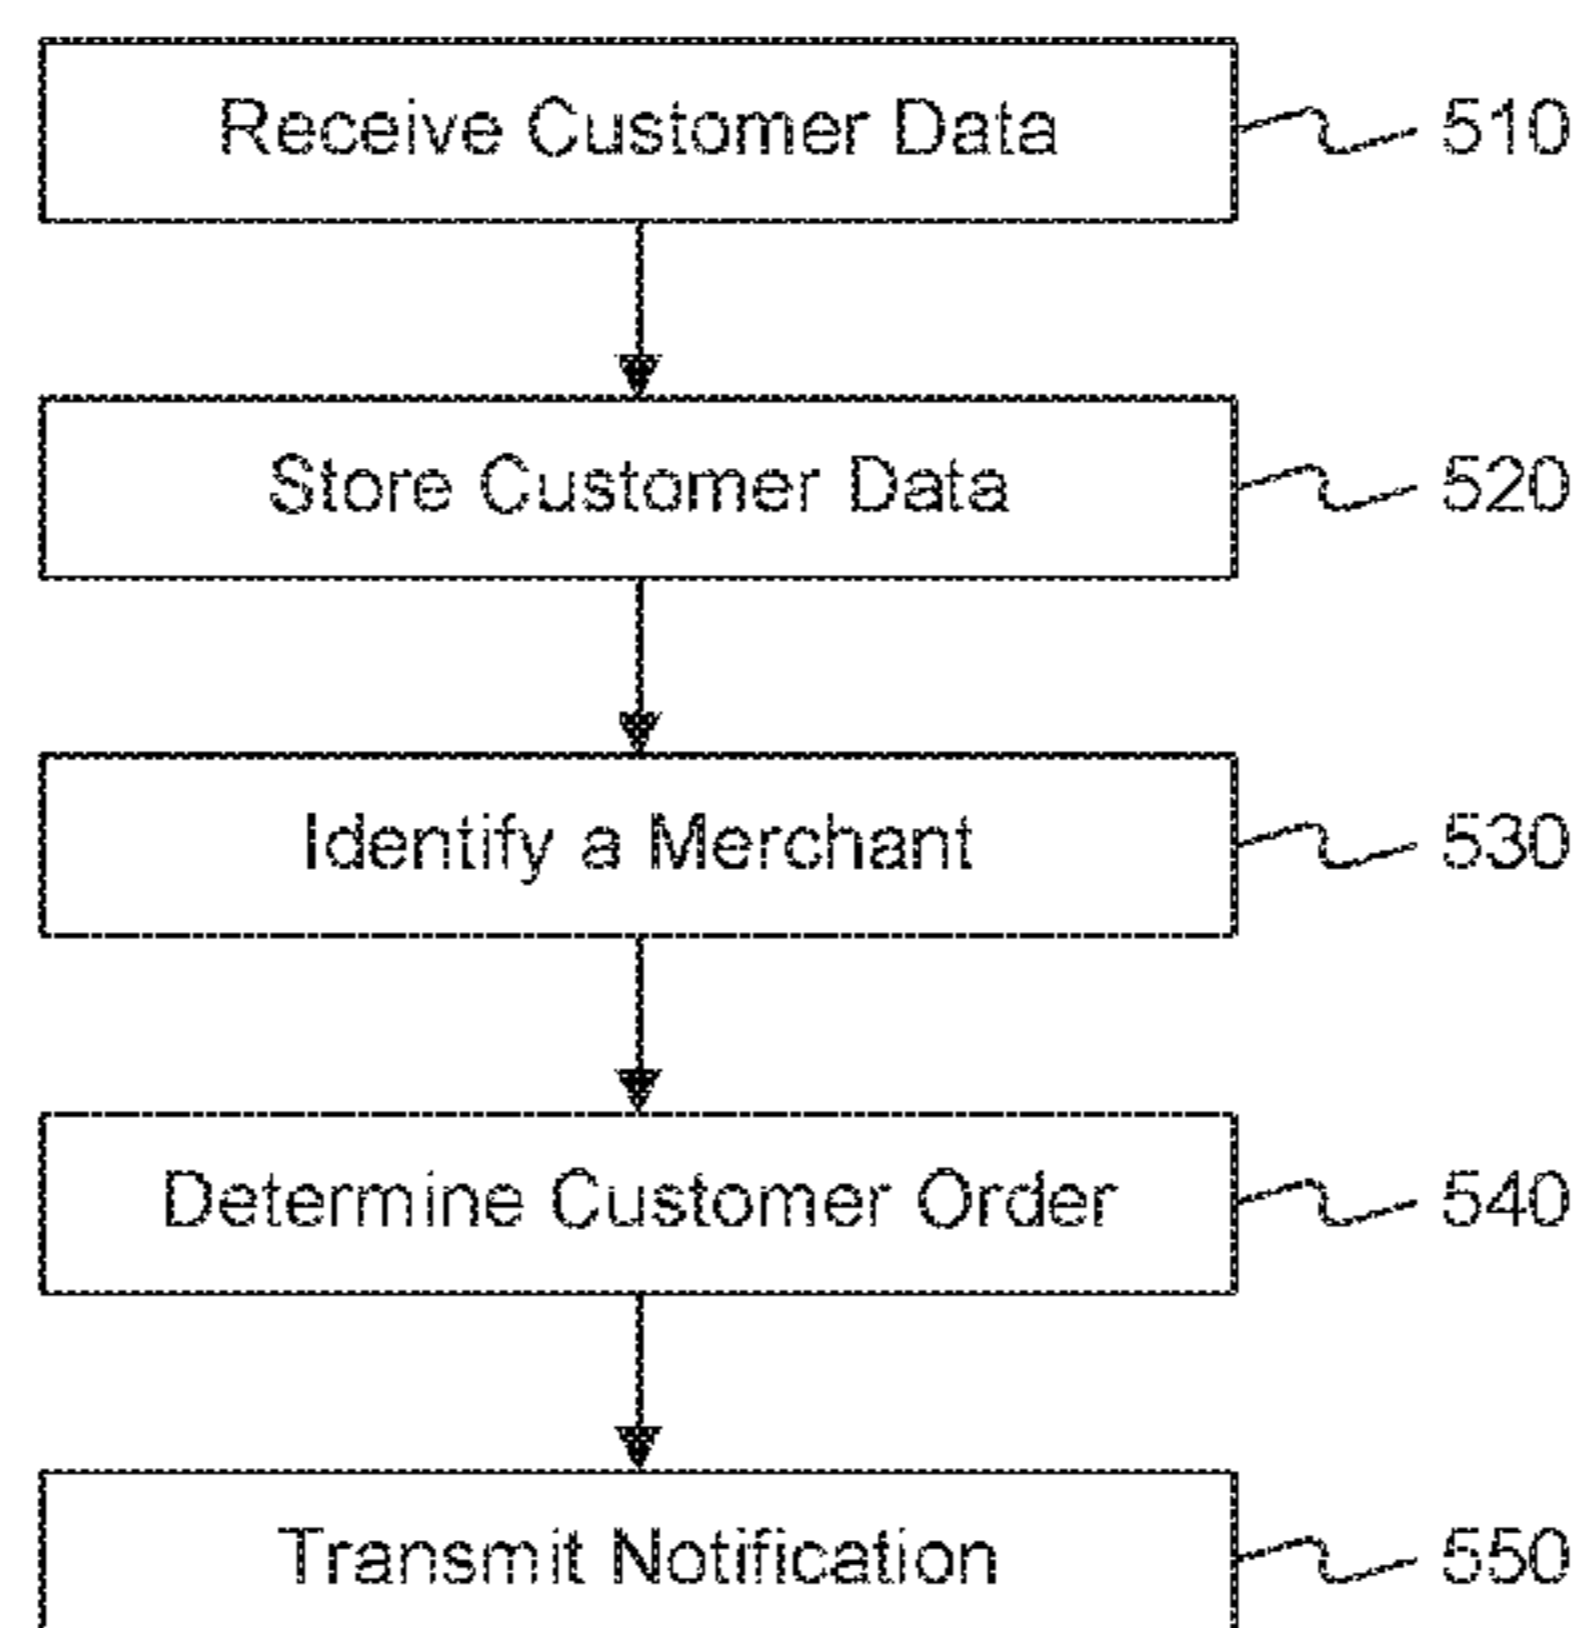 Receive Customer Data 510
Store Customer Data 520
Identify a Merchant 530
Determine Customer Order 540
Transmit Notification 550